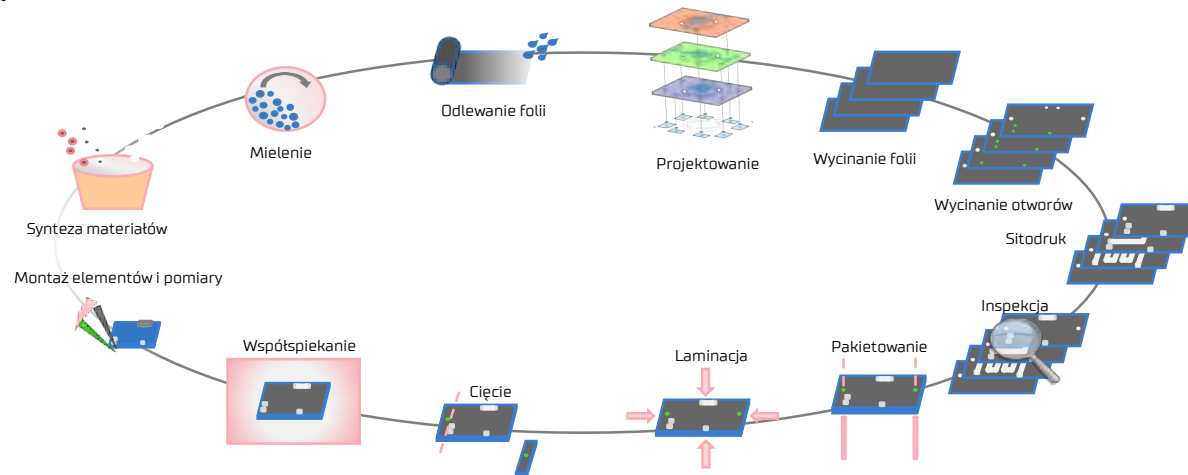 Odlewanie folii
Mielenie
Projektowanie
Wycinanie folii
Wycinanie otworów
Synteza materiałów
Sitodruk
Montaż elementów i pomiary
Inspekcja
Współspiekanie
Laminacja
Pakietowanie
Cięcie